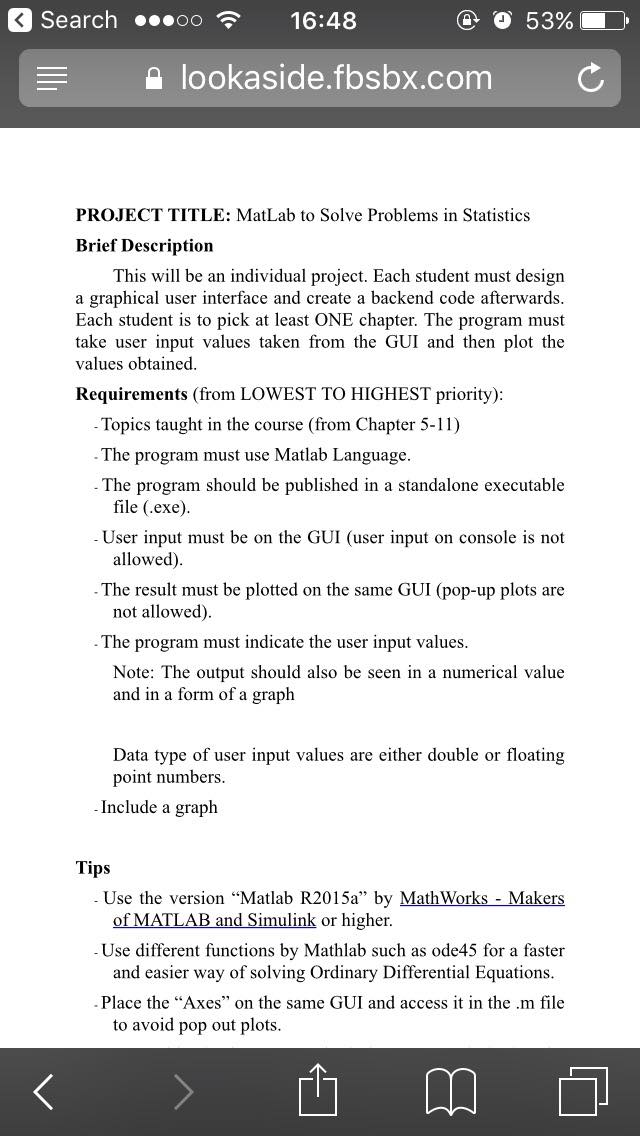 Search 16:48 53%
lookaside.fbsbx.com
PROJECT TITLE: MatLab to Solve Problems in Statistics
Brief Description
This will be an individual project. Each student must design
a graphical user interface and create a backend code afterwards.
Each student is to pick at least ONE chapter. The program must
take user input values taken from the GUI and then plot the
values obtained.
Requirements (from LOWEST TO HIGHEST priority):
- Topics taught in the course (from Chapter 5-11)
- The program must use Matlab Language.
- The program should be published in a standalone executable
file (.exe).
- User input must be on the GUI (user input on console is not
allowed).
- The result must be plotted on the same GUI (pop-up plots are
not allowed).
- The program must indicate the user input values.
Note: The output should also be seen in a numerical value
and in a form of a graph
Data type of user input values are either double or floating
point numbers.
- Include a graph
Tips
- Use the version “Matlab R2015a” by MathWorks - Makers
of MATLAB and Simulink or higher.
- Use different functions by Mathlab such as ode45 for a faster
and easier way of solving Ordinary Differential Equations.
- Place the “Axes” on the same GUI and access it in the .m file
to avoid pop out plots.